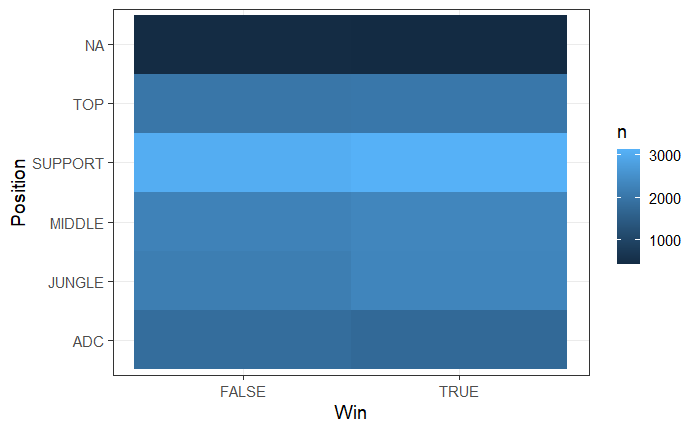 Position
NA
TOP
SUPPORT
MIDDLE
JUNGLE
ADC
FALSE
TRUE
Win
n
3000
2000
1000